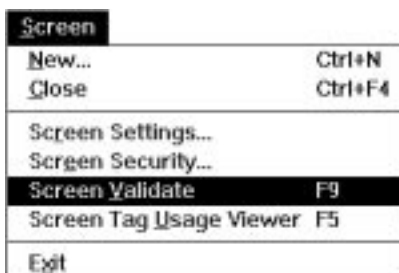 Screen
New... Ctrl+N
Close Ctrl+F4
Screen Settings...
Screen Security...
Screen Validate F9
Screen Tag Usage Viewer F5
Exit